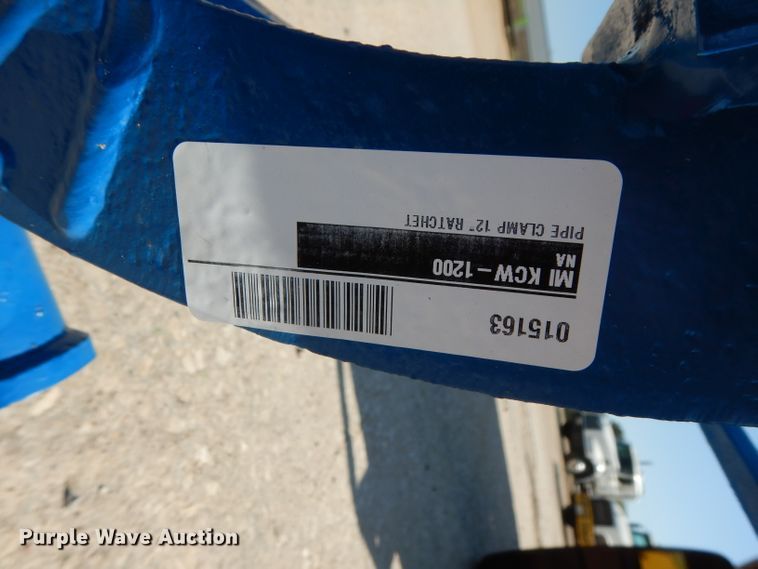 015163
MI KCW-1200
NA
PIPE CLAMP 12" RATCHET
Purple Wave Auction